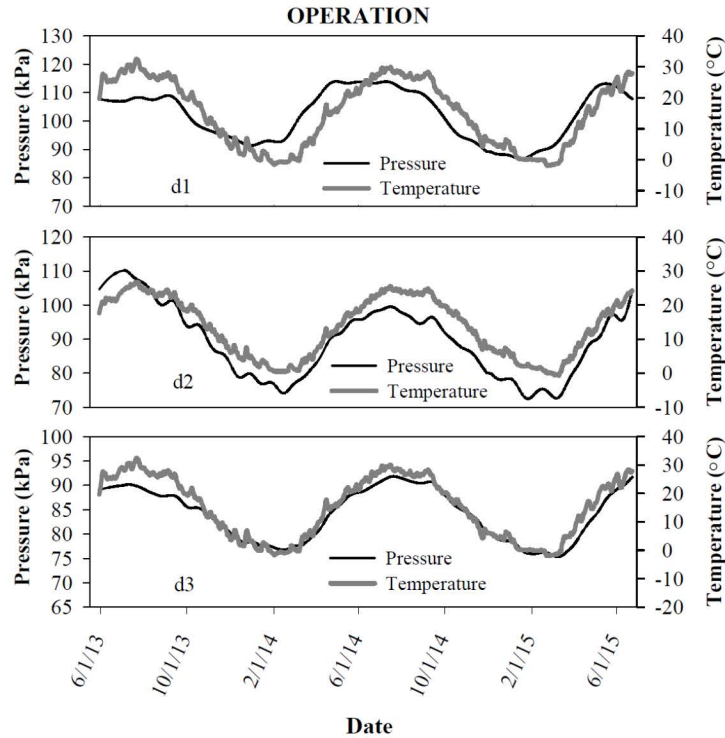 OPERATION
Pressure (kPa)
130
120
110
100
90
80
70
40
30
20
10
0
-10
Temperature (°C)
Pressure
Temperature
d1
Pressure (kPa)
120
110
100
90
80
70
40
30
20
10
0
-10
Temperature (°C)
Pressure
Temperature
d2
Pressure (kPa)
100
95
90
85
80
75
70
65
40
30
20
10
0
-10
-20
Temperature (°C)
Pressure
Temperature
d3
6/1/13
10/1/13
2/1/14
6/1/14
10/1/14
2/1/15
6/1/15
Date